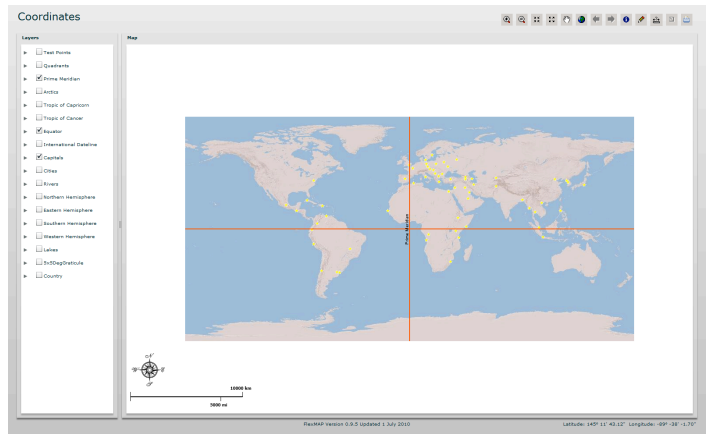 Coordinates
Layers
Map
Test Points
Quadrants
Prime Meridian
Arctics
Tropic of Capricorn
Tropic of Cancer
Equator
International Dateline
Capitals
Cities
Rivers
Northern Hemisphere
Eastern Hemisphere
Southern Hemisphere
Western Hemisphere
Lakes
5x5DegGraticule
Country
Prime Meridian
N
10000 km
5000 mi
FlexMAP Version 0.9.5 Updated 1 July 2010
Latitude: 145° 11' 43.12" Longitude: -89° -38' -1.70"